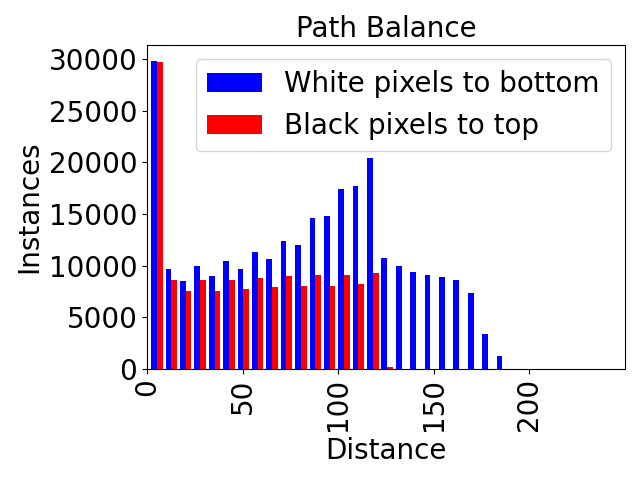 Path Balance
30000
25000
20000
15000
10000
5000
0
Instances
White pixels to bottom
Black pixels to top
0
50
100
150
200
Distance